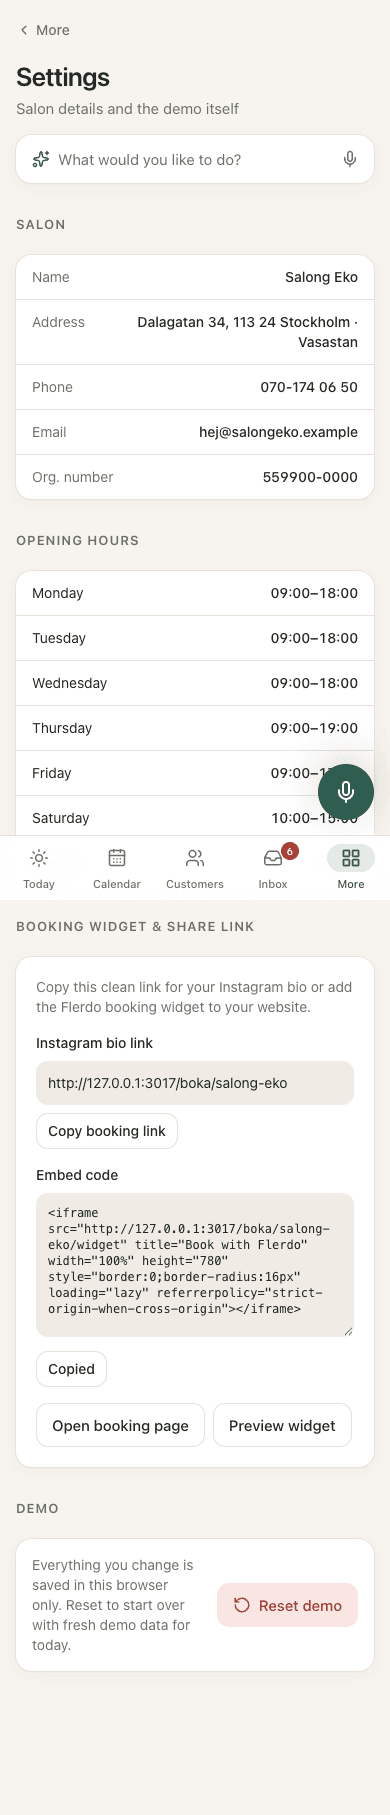 More
Settings
Salon details and the demo itself
What would you like to do?
SALON
Name
Salong Eko
Address
Dalagatan 34, 113 24 Stockholm ·
Vasastan
Phone
070-174 06 50
Email
hej@salongeko.example
Org. number
559900-0000
OPENING HOURS
Monday
09:00–18:00
Tuesday
09:00–18:00
Wednesday
09:00–18:00
Thursday
09:00–19:00
Friday
Saturday
Today
Calendar
Customers
6
Inbox
More
BOOKING WIDGET & SHARE LINK
Copy this clean link for your Instagram bio or add
the Flerdo booking widget to your website.
Instagram bio link
http://127.0.0.1:3017/boka/salong-eko
Copy booking link
Embed code
<iframe
src="http://127.0.0.1:3017/boka/salong-
eko/widget" title="Book with Flerdo"
width="100%" height="780"
style="border:0;border-radius:16px"
loading="lazy" referrerpolicy="strict-
origin-when-cross-origin"></iframe>
Copied
Open booking page
Preview widget
DEMO
Everything you change is
saved in this browser
only. Reset to start over
with fresh demo data for
today.
Reset demo